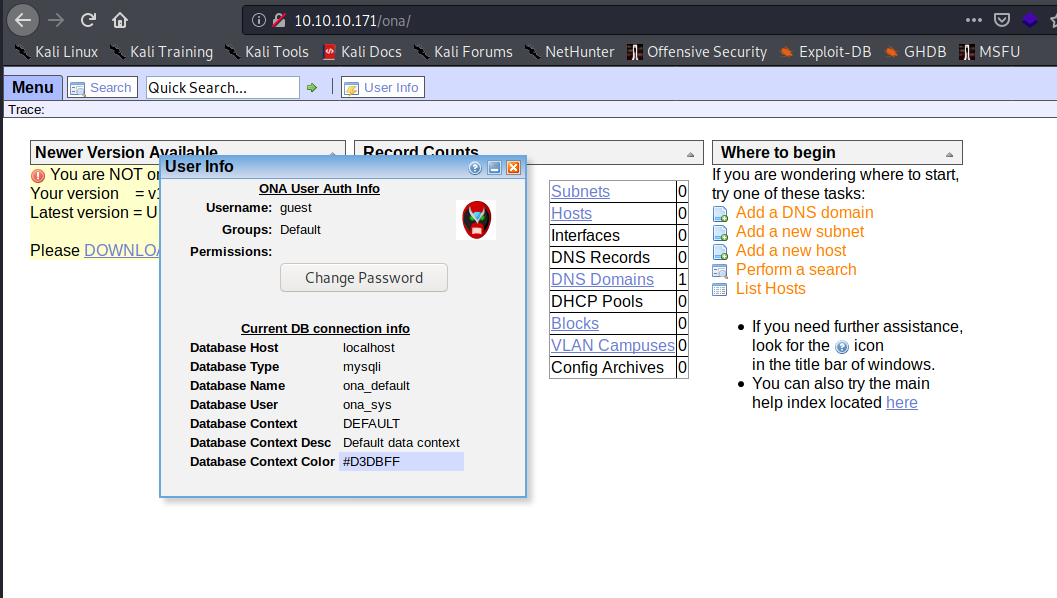 10.10.10.171/ona/
Kali Linux Kali Training Kali Tools Kali Docs Kali Forums NetHunter Offensive Security Exploit-DB GHDB MSFU
Menu Search Quick Search... User Info
Trace:
Newer Version Available
You are NOT
Your version =
Latest version =
Please
User Info
ONA User Auth Info
Username: guest
Groups: Default
Permissions:
Change Password
Current DB connection info
Database Host localhost
Database Type mysqli
Database Name ona_default
Database User ona_sys
Database Context DEFAULT
Database Context Desc Default data context
Database Context Color #D3DBFF
Record Counts
Subnets 0
Hosts 0
Interfaces 0
DNS Records 0
DNS Domains 1
DHCP Pools 0
Blocks 0
VLAN Campuses 0
Config Archives 0
Where to begin
If you are wondering where to start,
try one of these tasks:
Add a DNS domain
Add a new subnet
Add a new host
Perform a search
List Hosts
If you need further assistance,
look for the icon
in the title bar of windows.
You can also try the main
help index located here